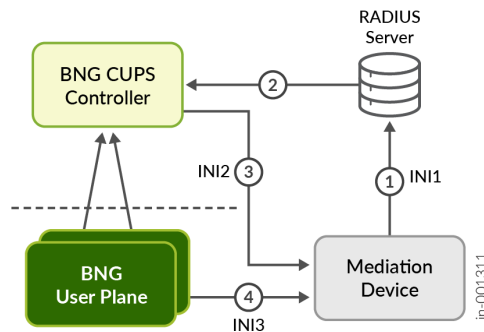 RADIUS
Server
BNG CUPS
Controller
2
INI2
3
1
INI1
BNG
User Plane
4
INI3
Mediation
Device
jn-001311